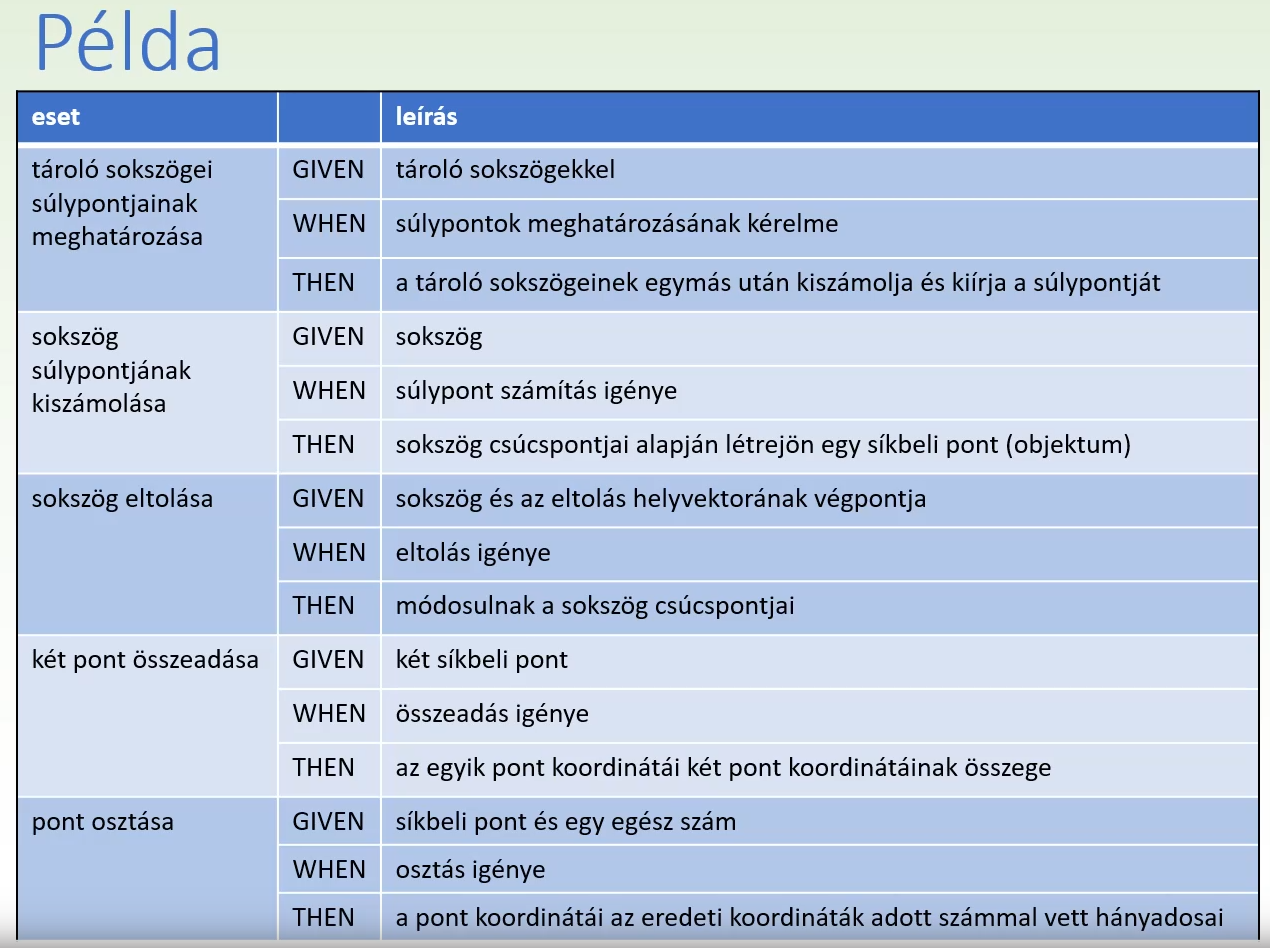 Példa
eset leírás
tároló sokszögei
súlypontjainak
meghatározása
GIVEN tároló sokszögekkel
WHEN súlypontok meghatározásának kérelme
THEN a tároló sokszögeinek egymás után kiszámolja és kiírja a súlypontját
sokszög
súlypontjának
kiszámolása
GIVEN sokszög
WHEN súlypont számítás igénye
THEN sokszög csúcspontjai alapján létrejön egy síkbeli pont (objektum)
sokszög eltolása
GIVEN sokszög és az eltolás helyvektorának végpontja
WHEN eltolás igénye
THEN módosulnak a sokszög csúcspontjai
két pont összeadása
GIVEN két síkbeli pont
WHEN összeadás igénye
THEN az egyik pont koordinátái két pont koordinátáinak összege
pont osztása
GIVEN síkbeli pont és egy egész szám
WHEN osztás igénye
THEN a pont koordinátái az eredeti koordináták adott számmal vett hányadosai